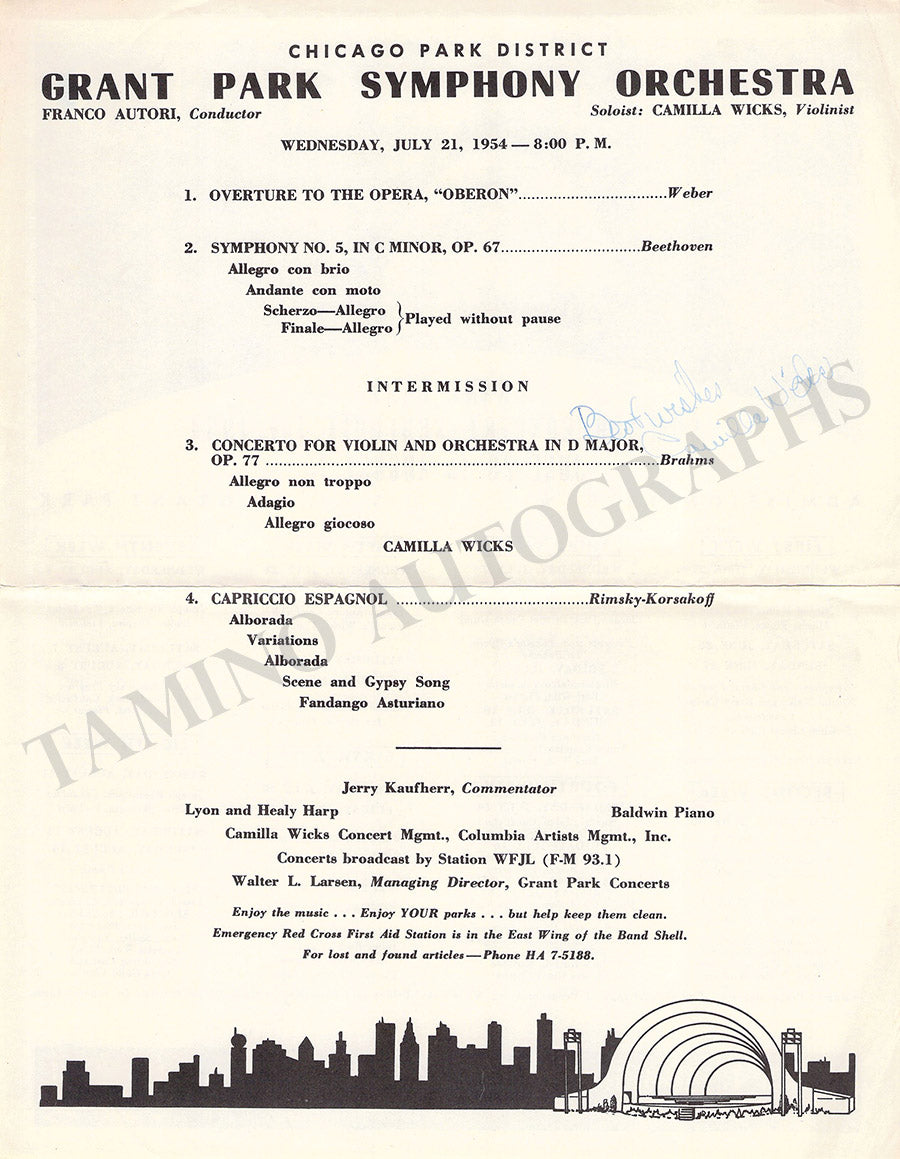 CHICAGO PARK DISTRICT
GRANT PARK SYMPHONY ORCHESTRA
FRANCO AUTORI, Conductor Soloist: CAMILLA WICKS, Violinist
WEDNESDAY, JULY 21, 1954 — 8:00 P. M.
1. OVERTURE TO THE OPERA, “OBERON”..................................Weber
2. SYMPHONY NO. 5, IN C MINOR, OP. 67................................Beethoven
Allegro con brio
Andante con moto
Scherzo—Allegro
Finale—Allegro } Played without pause
INTERMISSION
Best wishes
Camilla Wicks
3. CONCERTO FOR VIOLIN AND ORCHESTRA IN D MAJOR,
OP. 77 ..........................................................................................Brahms
Allegro non troppo
Adagio
Allegro giocoso
CAMILLA WICKS
4. CAPRICCIO ESPAGNOL ............................................Rimsky-Korsakoff
Alborada
Variations
Alborada
Scene and Gypsy Song
Fandango Asturiano
Jerry Kaufherr, Commentator
Lyon and Healy Harp Baldwin Piano
Camilla Wicks Concert Mgmt., Columbia Artists Mgmt., Inc.
Concerts broadcast by Station WFJL (F-M 93.1)
Walter L. Larsen, Managing Director, Grant Park Concerts
Enjoy the music . . . Enjoy YOUR parks . . . but help keep them clean.
Emergency Red Cross First Aid Station is in the East Wing of the Band Shell.
For lost and found articles — Phone HA 7-5188.
TAMINO AUTOGRAPHS